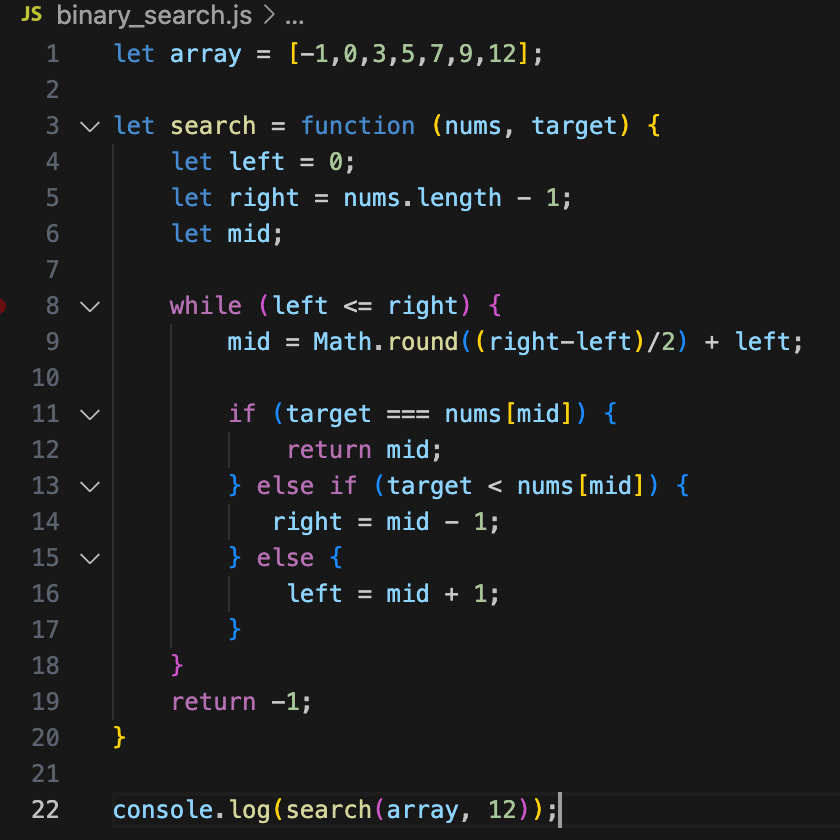 JS binary_search.js > ...
1 let array = [-1,0,3,5,7,9,12];
2
3 let search = function (nums, target) {
4     let left = 0;
5     let right = nums.length - 1;
6     let mid;
7
8     while (left <= right) {
9         mid = Math.round((right-left)/2) + left;
10
11         if (target === nums[mid]) {
12             return mid;
13         } else if (target < nums[mid]) {
14            right = mid - 1;
15         } else {
16             left = mid + 1;
17         }
18     }
19     return -1;
20 }
21
22 console.log(search(array, 12));